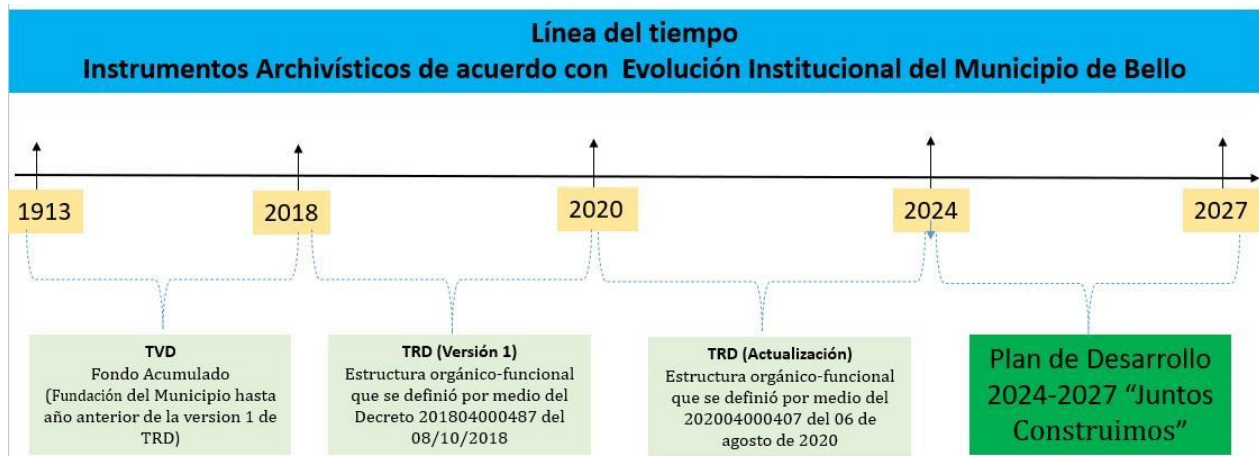 Línea del tiempo
Instrumentos Archivísticos de acuerdo con Evolución Institucional del Municipio de Bello
1913
2018
2020
2024
2027
TVD
Fondo Acumulado
(Fundación del Municipio hasta
año anterior de la version 1 de
TRD)
TRD (Versión 1)
Estructura orgánico-funcional
que se definió por medio del
Decreto 201804000487 del
08/10/2018
TRD (Actualización)
Estructura orgánico-funcional
que se definió por medio del
202004000407 del 06 de
agosto de 2020
Plan de Desarrollo
2024-2027 “Juntos
Construimos”